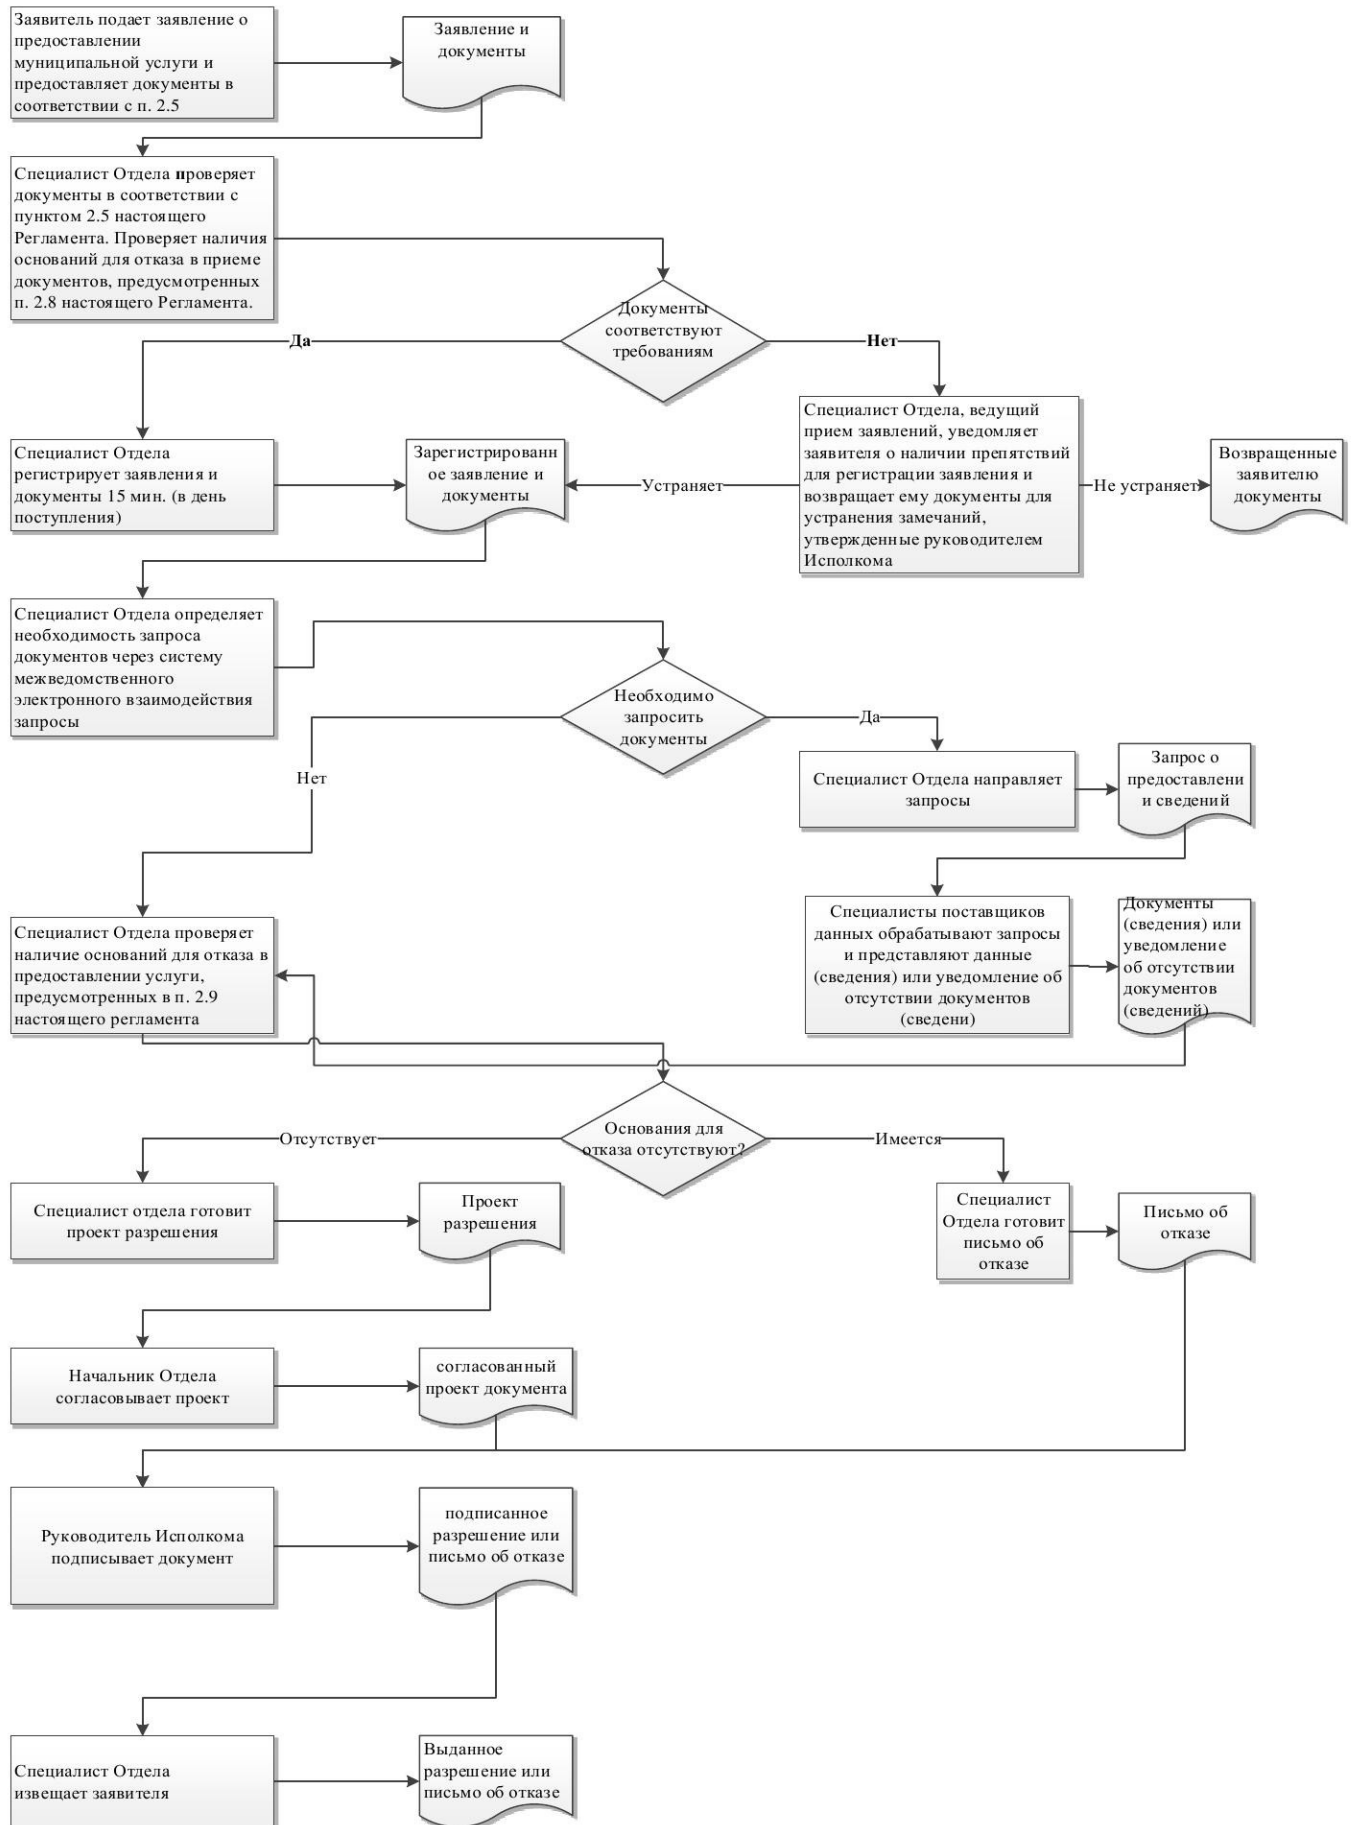 Заявитель подает заявление о
предоставлении
муниципальной услуги и
предоставляет документы в
соответствии с п. 2.5
Заявление и
документы
Специалист Отдела проверяет
документы в соответствии с
пунктом 2.5 настоящего
Регламента. Проверяет наличия
оснований для отказа в приеме
документов, предусмотренных
п. 2.8 настоящего Регламента.
Документы
соответствуют
требованиям
Да
Нет
Специалист Отдела
регистрирует заявления и
документы 15 мин. (в день
поступления)
Зарегистрированн
ое заявление и
документы
Устраняет
Специалист Отдела, ведущий
прием заявлений, уведомляет
заявителя о наличии препятствий
для регистрации заявления и
возвращает ему документы для
устранения замечаний,
утвержденные руководителем
Исполкома
Не устраняет
Возвращенные
заявителю
документы
Специалист Отдела определяет
необходимость запроса
документов через систему
межведомственного
электронного взаимодействия
запросы
Необходимо
запросить
документы
Да
Нет
Специалист Отдела направляет
запросы
Запрос о
предоставлени
и сведений
Специалисты поставщиков
данных обрабатывают запросы
и представляют данные
(сведения) или уведомление об
отсутствии документов
(сведени)
Документы
(сведения) или
уведомление
об отсутствии
документов
(сведений)
Специалист Отдела проверяет
наличие оснований для отказа в
предоставлении услуги,
предусмотренных в п. 2.9
настоящего регламента
Основания для
отказа отсутствуют?
Отсутствует
Имеется
Специалист отдела готовит
проект разрешения
Проект
разрешения
Специалист
Отдела готовит
письмо об
отказе
Письмо об
отказе
Начальник Отдела
согласовывает проект
согласованный
проект документа
Руководитель Исполкома
подписывает документ
подписанное
разрешение или
письмо об отказе
Специалист Отдела
извещает заявителя
Выданное
разрешение или
письмо об отказе